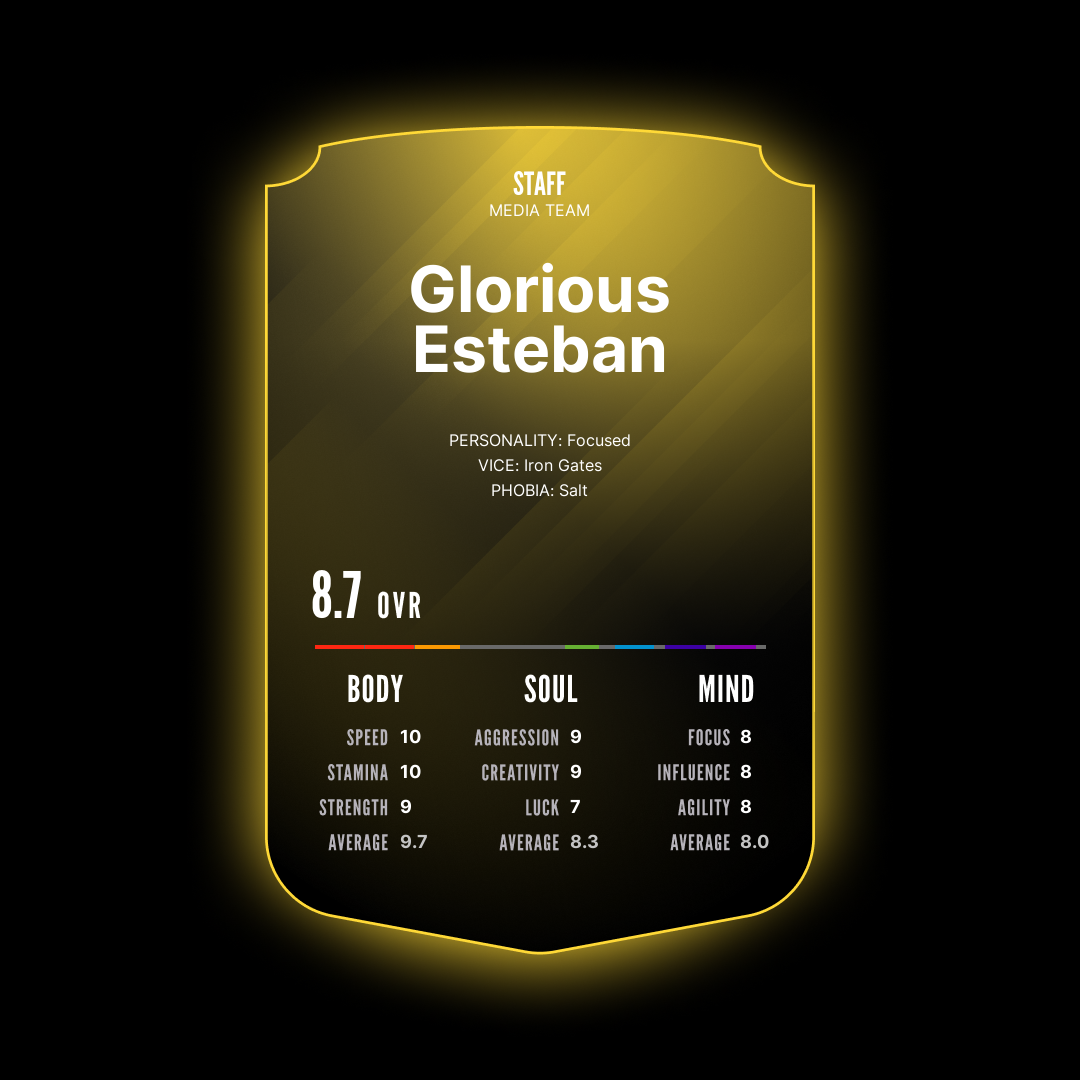 STAFF
MEDIA TEAM
Glorious
Esteban
PERSONALITY: Focused
VICE: Iron Gates
PHOBIA: Salt
8.7 OVR
BODY SOUL MIND
SPEED 10 AGGRESSION 9 FOCUS 8
STAMINA 10 CREATIVITY 9 INFLUENCE 8
STRENGTH 9 LUCK 7 AGILITY 8
AVERAGE 9.7 AVERAGE 8.3 AVERAGE 8.0